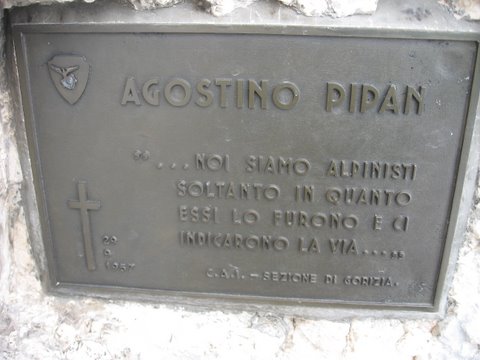 AGOSTINO PIPAN
"...NOI SIAMO ALPINISTI
SOLTANTO IN QUANTO
ESSI LO FURONO E CI
INDICARONO LA VIA..."
29
9
1957
C.A.I. - SEZIONE DI GORIZIA.